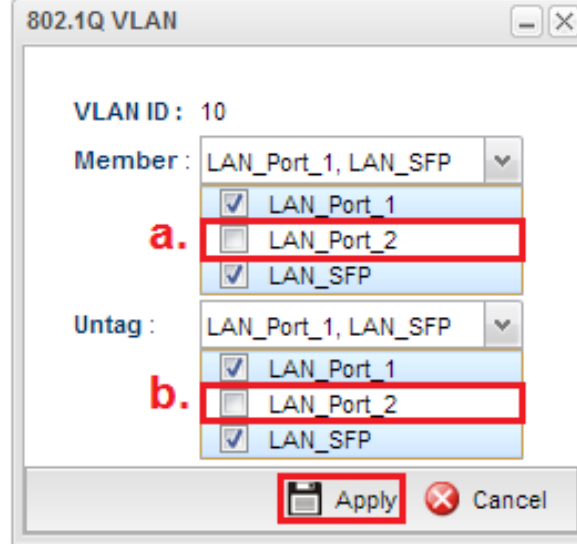 802.1Q VLAN
VLAN ID : 10
Member : LAN_Port_1, LAN_SFP
LAN_Port_1
a. LAN_Port_2
LAN_SFP
Untag : LAN_Port_1, LAN_SFP
LAN_Port_1
b. LAN_Port_2
LAN_SFP
Apply Cancel